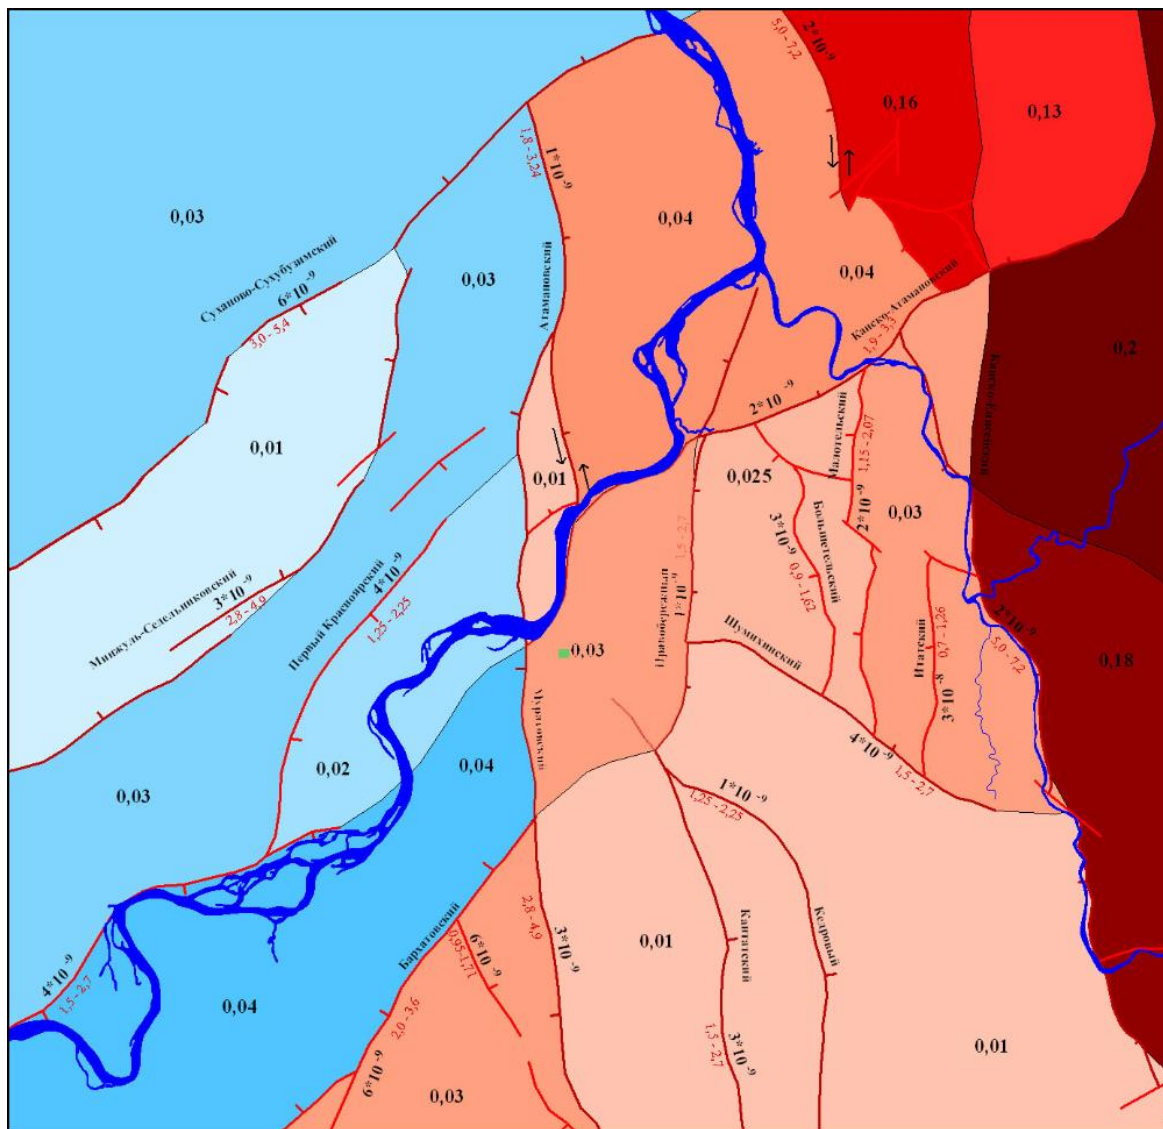 5,0 - 7,2
2*10⁻⁹
0,16
0,13
1*10⁻⁹
1,8 - 3,24
0,03
0,04
0,03
0,04
Суханово-Сухубузимский
6*10⁻⁹
3,0 - 5,4
Атамановский
Канско-Атамановский
1,9 - 3,3
0,2
2*10⁻⁹
0,01
0,01
0,025
Малотельский
1,15 - 2,07
2*10⁻⁹
0,03
Большетельский
3*10⁻⁹
0,9 - 1,62
Минжуль-Седельниковский
3*10⁻⁹
2,8 - 4,9
Первый Красноярский
4*10⁻⁹
1,25 - 2,25
Правобережный
1,5 - 2,7
1*10⁻⁹
0,03
Шумихинский
Итатский
0,7 - 1,26
3*10⁻⁸
2*10⁻⁹
5,0 - 7,2
0,18
Муратовский
0,03
0,02
0,04
4*10⁻⁹
1,5 - 2,7
1*10⁻⁹
1,25 - 2,25
Бархатовский
0,95-1,71
6*10⁻⁹
2,8 - 4,9
3*10⁻⁹
0,01
Кантатский
Кедровый
4*10⁻⁹
1,5 - 2,7
0,04
2,0 - 3,6
6*10⁻⁹
0,03
1,5 - 2,7
3*10⁻⁹
0,01